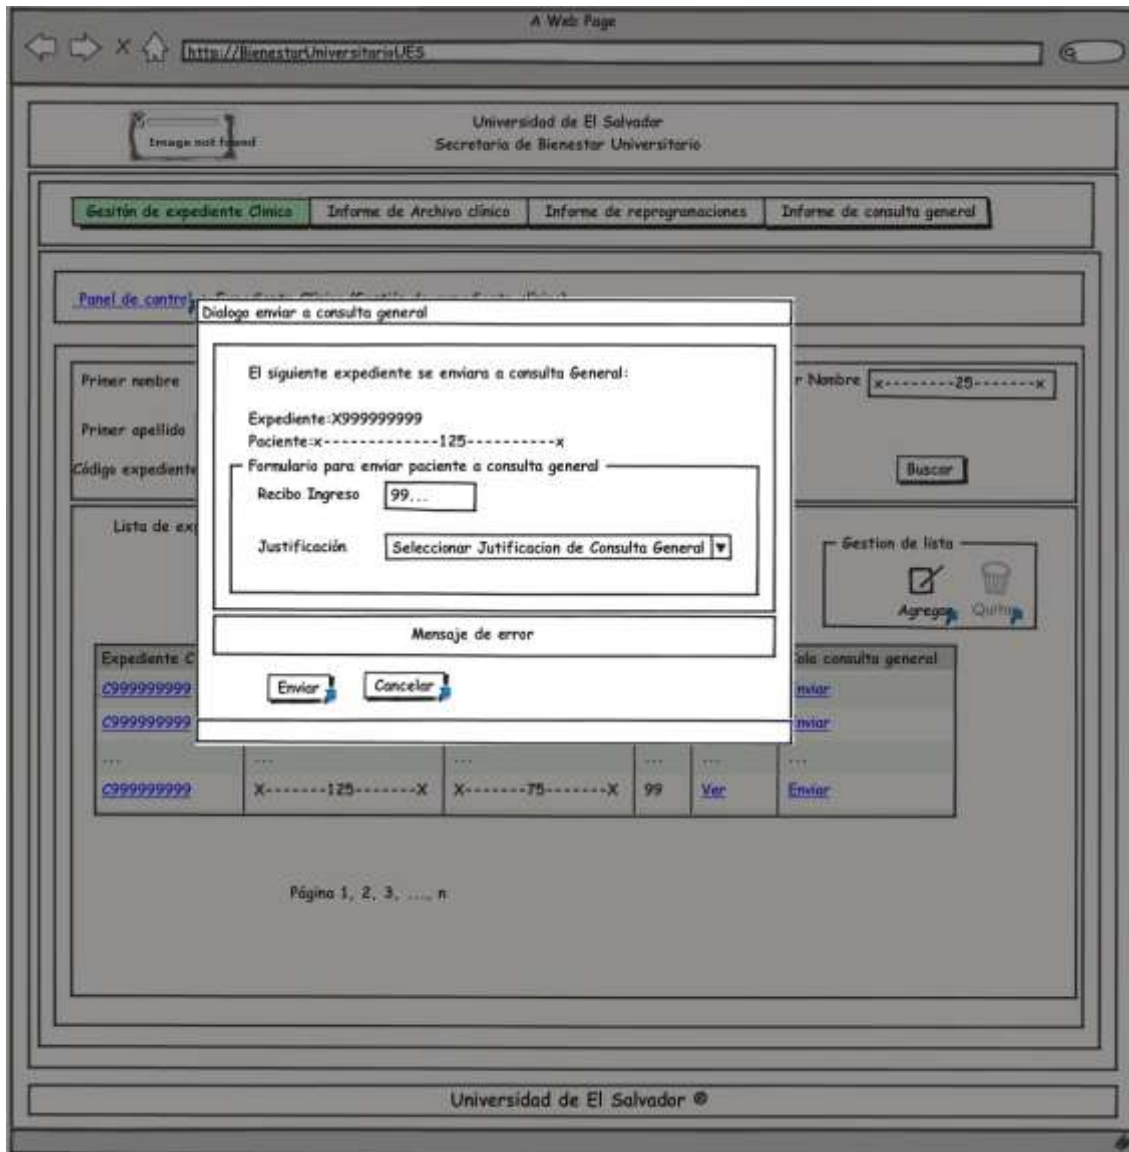 A Web Page
http://BienestarUniversitarioUES
Image not found
Universidad de El Salvador
Secretaria de Bienestar Universitario
Gesitón de expediente Clinico
Informe de Archivo clínico
Informe de reprogramaciones
Informe de consulta general
Panel de control
Dialogo enviar a consulta general
Primer nombre
r Nombre
x--------25-------x
Primer apellido
Código expediente
Buscar
El siguiente expediente se enviara a consulta General:
Expediente:X999999999
Paciente:x-------------125----------x
Formulario para enviar paciente a consulta general
Recibo Ingreso
99...
Justificación
Seleccionar Jutificacion de Consulta General
Mensaje de error
Enviar
Cancelar
Lista de ex
Gestion de lista
Agregar
Quitar
Expediente C
ola consulta general
C999999999
nviar
C999999999
nviar
... ... ... ... ... ...
C999999999 X-------125-------X X-------75-------X 99 Ver Enviar
Página 1, 2, 3, ...., n
Universidad de El Salvador ®